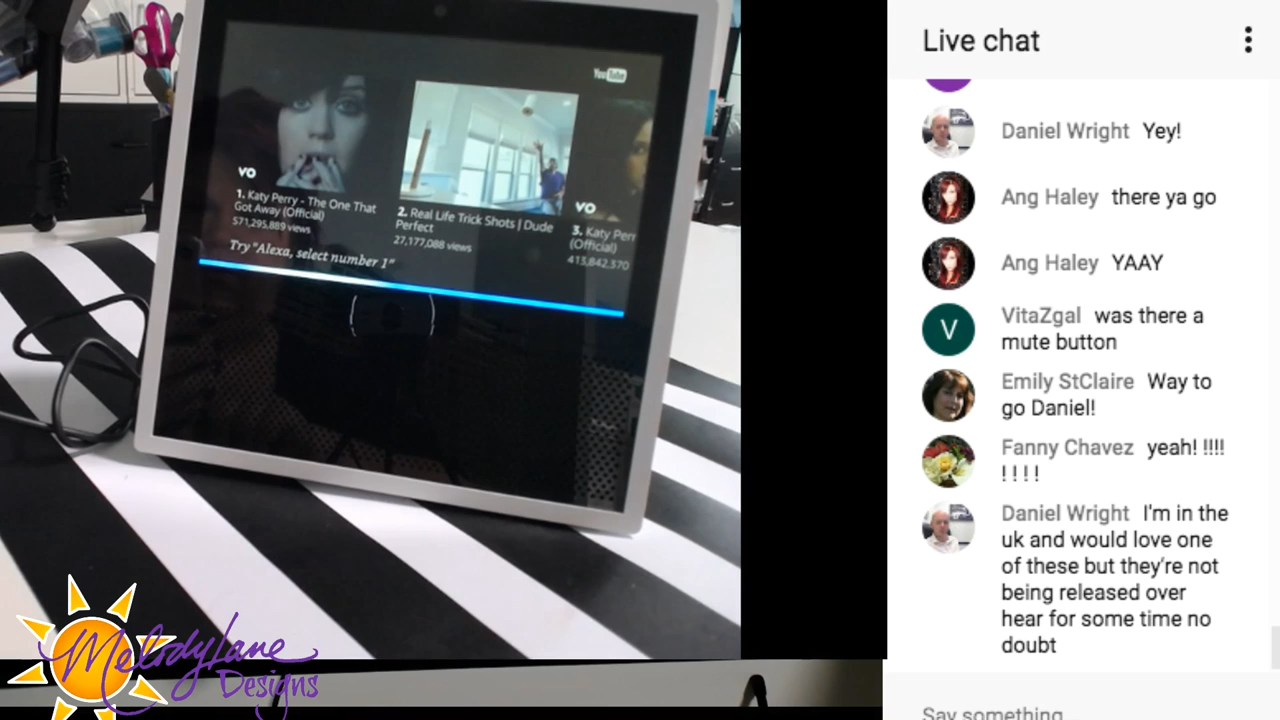 YouTube
vo
1. Katy Perry - The One That
Got Away (Official)
571,295,889 views
2. Real Life Trick Shots | Dude
Perfect
27,177,088 views
vo
3. Katy Perr
(Official)
413,842,570
Try "Alexa, select number 1"
MelodyLane
Designs
Live chat
Daniel Wright Yey!
Ang Haley there ya go
Ang Haley YAAY
V
VitaZgal was there a
mute button
Emily StClaire Way to
go Daniel!
Fanny Chavez yeah! !!!!
! ! ! !
Daniel Wright I'm in the
uk and would love one
of these but they're not
being released over
hear for some time no
doubt
Say something